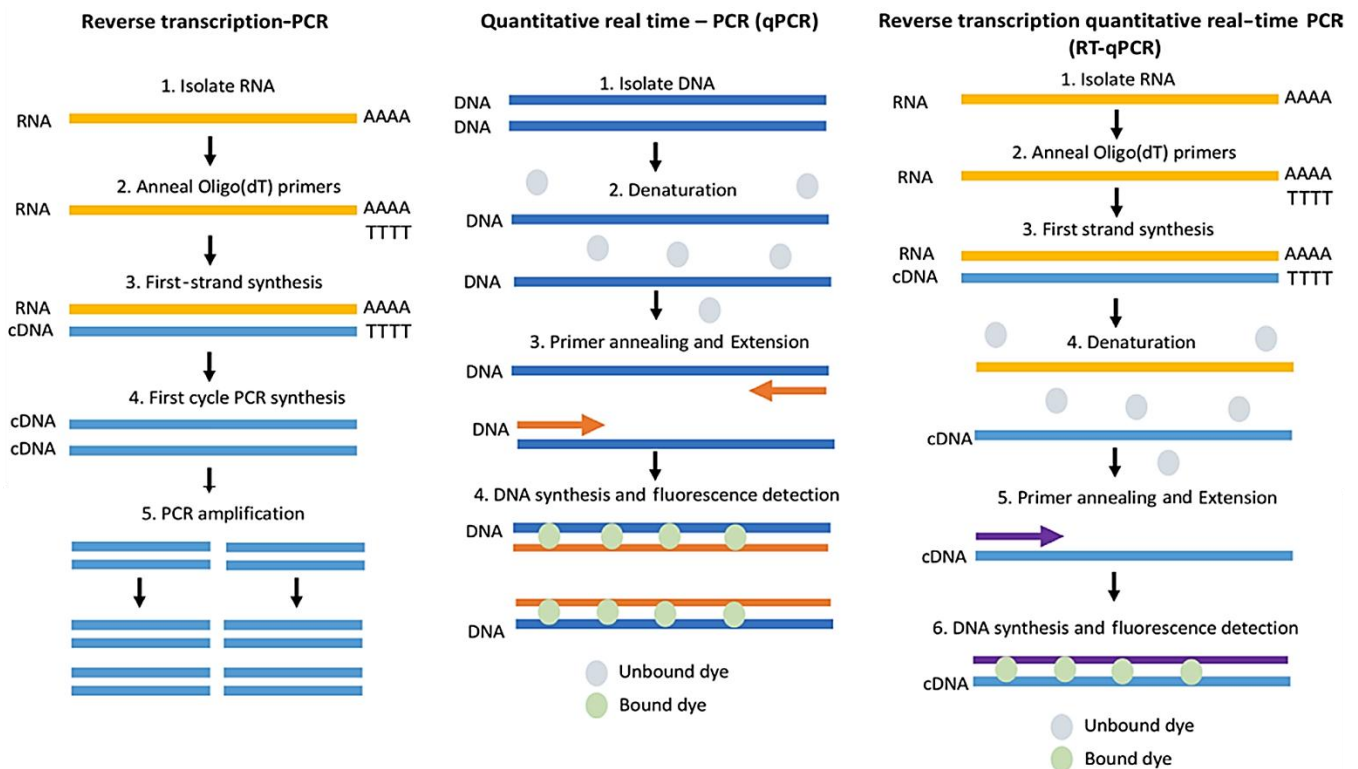 Reverse transcription-PCR
1. Isolate RNA
RNA
AAAA
2. Anneal Oligo(dT) primers
RNA
AAAA
TTTT
3. First-strand synthesis
RNA
AAAA
cDNA
TTTT
4. First cycle PCR synthesis
cDNA
cDNA
5. PCR amplification
Quantitative real time – PCR (qPCR)
1. Isolate DNA
DNA
DNA
2. Denaturation
DNA
DNA
3. Primer annealing and Extension
DNA
DNA
4. DNA synthesis and fluorescence detection
DNA
DNA
Unbound dye
Bound dye
Reverse transcription quantitative real-time PCR
(RT-qPCR)
1. Isolate RNA
RNA
AAAA
2. Anneal Oligo(dT) primers
RNA
AAAA
TTTT
3. First strand synthesis
RNA
AAAA
cDNA
TTTT
4. Denaturation
cDNA
5. Primer annealing and Extension
cDNA
6. DNA synthesis and fluorescence detection
cDNA
Unbound dye
Bound dye